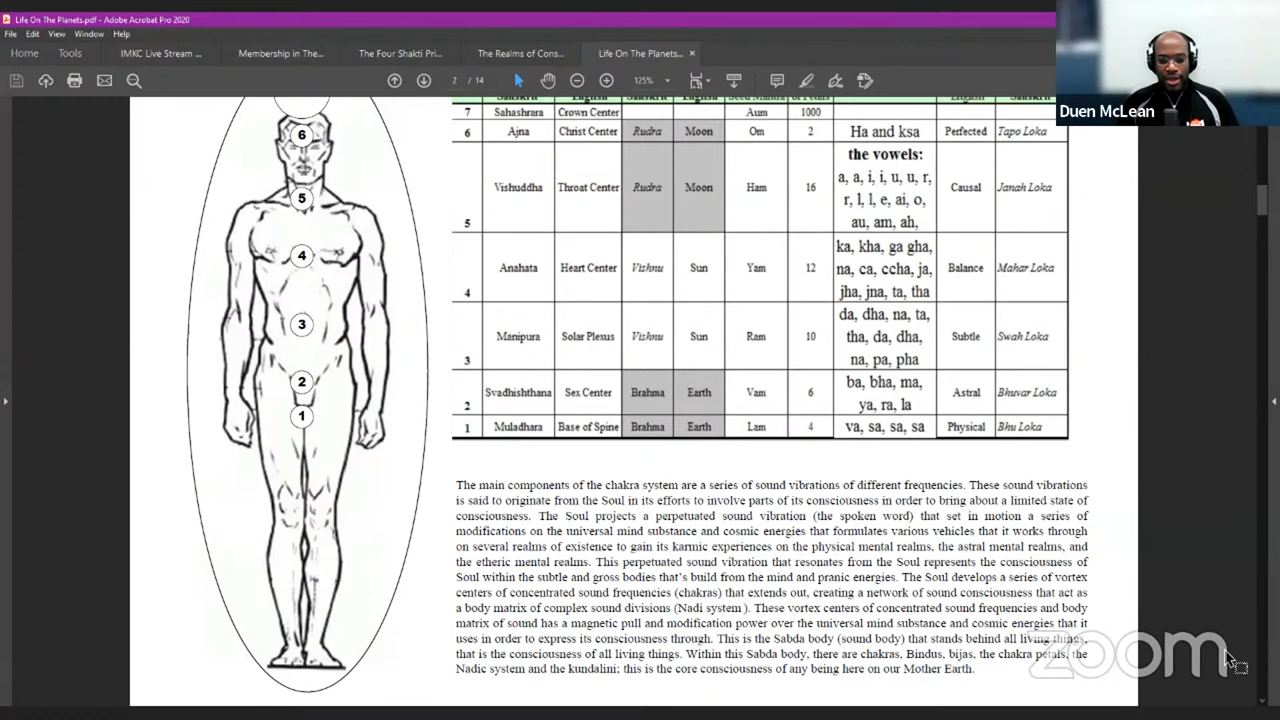 Life On The Planets.pdf - Adobe Acrobat Pro 2020
File Edit View Window Help
Home Tools IMKC Live Stream ... Membership in The... The Four Shakti Pri... The Realms of Cons... Life On The Planets... ×
2 / 14 125%
Duen McLean
Sanskrit English Sanskrit English Seed Mantra of Petals English Sanskrit
7 Sahashrara Crown Center Aum 1000
6 Ajna Christ Center Rudra Moon Om 2 Ha and ksa Perfected Tapo Loka
the vowels:
a, a, i, i, u, u, r,
5 Vishuddha Throat Center Rudra Moon Ham 16 r, l, l, e, ai, o, Causal Janah Loka
au, am, ah,
ka, kha, ga gha,
4 Anahata Heart Center Vishnu Sun Yam 12 na, ca, ccha, ja, Balance Mahar Loka
jha, jna, ta, tha
da, dha, na, ta,
3 Manipura Solar Plexus Vishnu Sun Ram 10 tha, da, dha, Subtle Swah Loka
na, pa, pha
2 Svadhishthana Sex Center Brahma Earth Vam 6 ba, bha, ma, Astral Bhuvar Loka
ya, ra, la
1 Muladhara Base of Spine Brahma Earth Lam 4 va, sa, sa, sa Physical Bhu Loka
6
5
4
3
2
1
The main components of the chakra system are a series of sound vibrations of different frequencies. These sound vibrations
is said to originate from the Soul in its efforts to involve parts of its consciousness in order to bring about a limited state of
consciousness. The Soul projects a perpetuated sound vibration (the spoken word) that set in motion a series of
modifications on the universal mind substance and cosmic energies that formulates various vehicles that it works through
on several realms of existence to gain its karmic experiences on the physical mental realms, the astral mental realms, and
the etheric mental realms. This perpetuated sound vibration that resonates from the Soul represents the consciousness of
Soul within the subtle and gross bodies that's build from the mind and pranic energies. The Soul develops a series of vortex
centers of concentrated sound frequencies (chakras) that extends out, creating a network of sound consciousness that act as
a body matrix of complex sound divisions (Nadi system ). These vortex centers of concentrated sound frequencies and body
matrix of sound has a magnetic pull and modification power over the universal mind substance and cosmic energies that it
uses in order to express its consciousness through. This is the Sabda body (sound body) that stands behind all living things,
that is the consciousness of all living things. Within this Sabda body, there are chakras, Bindus, bijas, the chakra petals, the
Nadic system and the kundalini; this is the core consciousness of any being here on our Mother Earth.
zoom